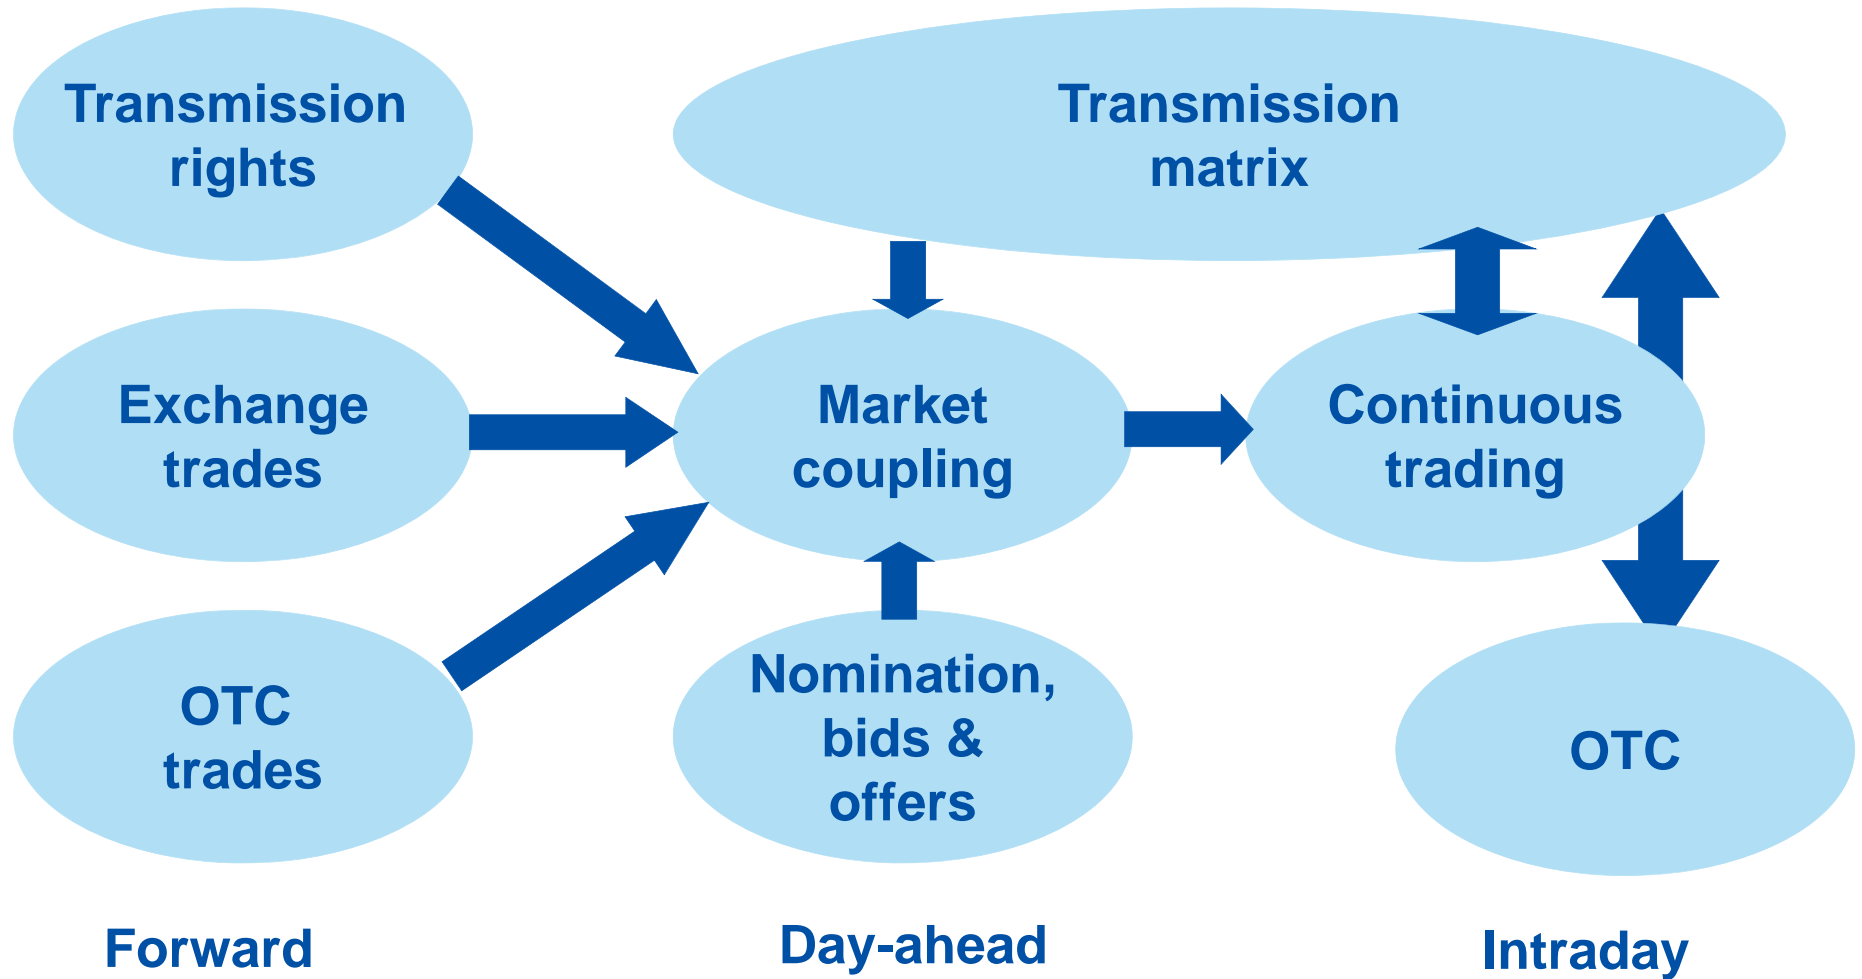 Transmission
rights
Transmission
matrix
Exchange
trades
Market
coupling
Continuous
trading
OTC
trades
Nomination,
bids &
offers
OTC
Forward
Day-ahead
Intraday